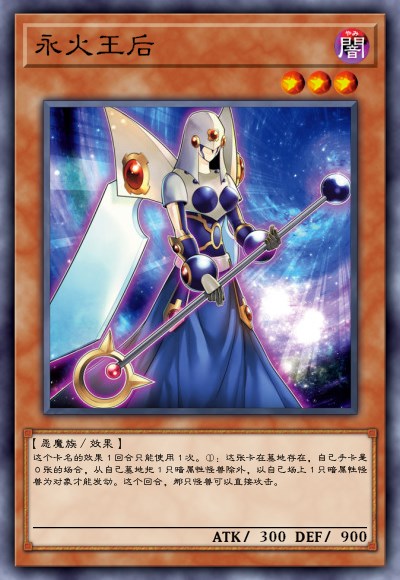 永火王后
やみ
闇
【恶魔族／效果】
这个卡名的效果1回合只能使用1次。①：这张卡在墓地存在，自己手卡是
0张的场合，从自己墓地把1只暗属性怪兽除外，以自己场上1只暗属性怪
兽为对象才能发动。这个回合，那只怪兽可以直接攻击。
ATK/ 300 DEF/ 900